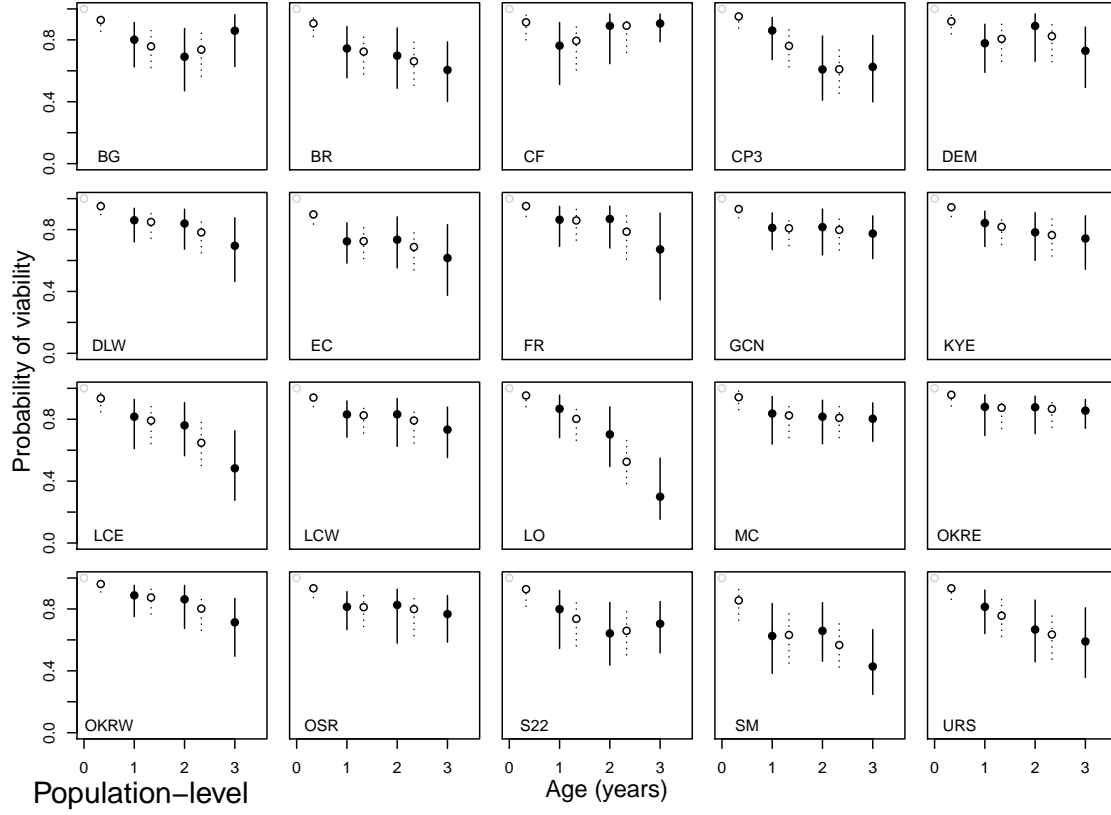 0.0 0.4 0.8
BG
BR
CF
CP3
DEM
0.0 0.4 0.8
DLW
EC
FR
GCN
KYE
0.0 0.4 0.8
LCE
LCW
LO
MC
OKRE
0.0 0.4 0.8
OKRW
OSR
S22
SM
URS
Probability of viability
0 1 2 3
0 1 2 3
0 1 2 3
0 1 2 3
0 1 2 3
Population−level
Age (years)